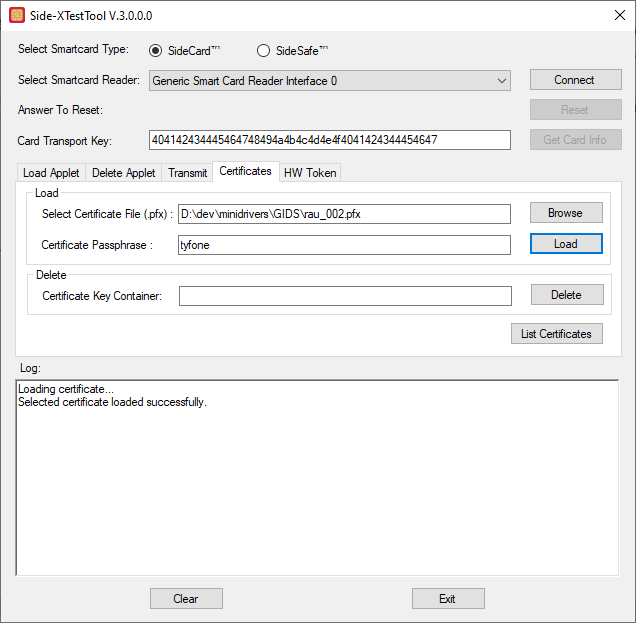 Side-XTestTool V.3.0.0.0
Select Smartcard Type: SideCard™ SideSafe™
Select Smartcard Reader: Generic Smart Card Reader Interface 0 Connect
Answer To Reset: Reset
Card Transport Key: 404142434445464748494a4b4c4d4e4f4041424344454647 Get Card Info
Load Applet Delete Applet Transmit Certificates HW Token
Load
Select Certificate File (.pfx) : D:\dev\minidrivers\GIDS\rau_002.pfx Browse
Certificate Passphrase : tyfone Load
Delete
Certificate Key Container: Delete
List Certificates
Log:
Loading certificate...
Selected certificate loaded successfully.
Clear Exit